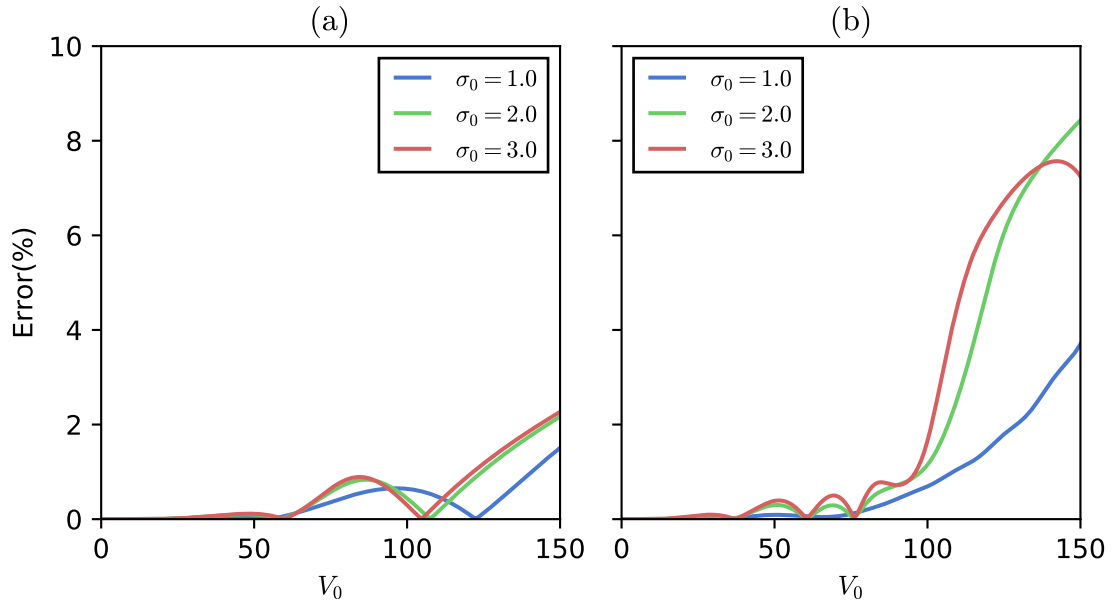 (a)
(b)
10
8
6
4
2
0
Error(%)
σ₀ = 1.0
σ₀ = 2.0
σ₀ = 3.0
σ₀ = 1.0
σ₀ = 2.0
σ₀ = 3.0
0 50 100 150
0 50 100 150
V₀
V₀